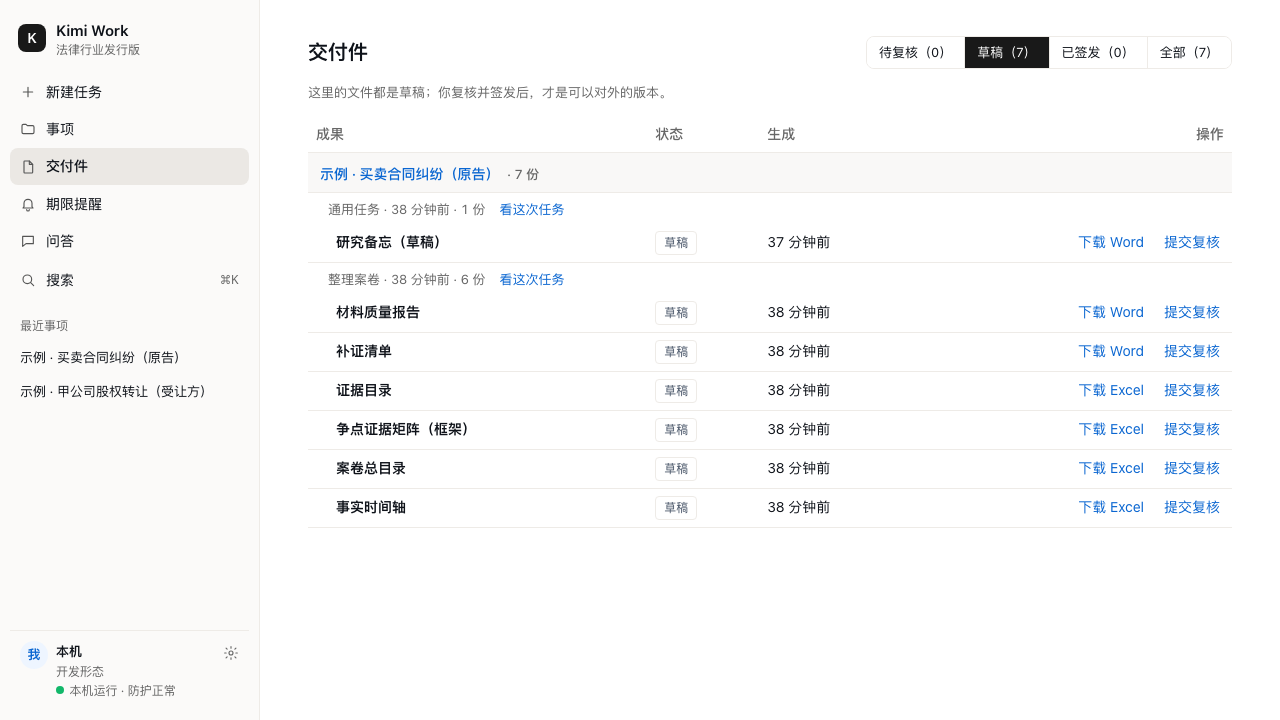 K
Kimi Work
法律行业发行版
新建任务
事项
交付件
期限提醒
问答
搜索 ⌘K
最近事项
示例 · 买卖合同纠纷（原告）
示例 · 甲公司股权转让（受让方）
我
本机
开发形态
本机运行 · 防护正常
交付件
待复核（0） 草稿（7） 已签发（0） 全部（7）
这里的文件都是草稿；你复核并签发后，才是可以对外的版本。
成果 状态 生成 操作
示例 · 买卖合同纠纷（原告） · 7 份
通用任务 · 38 分钟前 · 1 份 看这次任务
研究备忘（草稿） 草稿 37 分钟前 下载 Word 提交复核
整理案卷 · 38 分钟前 · 6 份 看这次任务
材料质量报告 草稿 38 分钟前 下载 Word 提交复核
补证清单 草稿 38 分钟前 下载 Word 提交复核
证据目录 草稿 38 分钟前 下载 Excel 提交复核
争点证据矩阵（框架） 草稿 38 分钟前 下载 Excel 提交复核
案卷总目录 草稿 38 分钟前 下载 Excel 提交复核
事实时间轴 草稿 38 分钟前 下载 Excel 提交复核